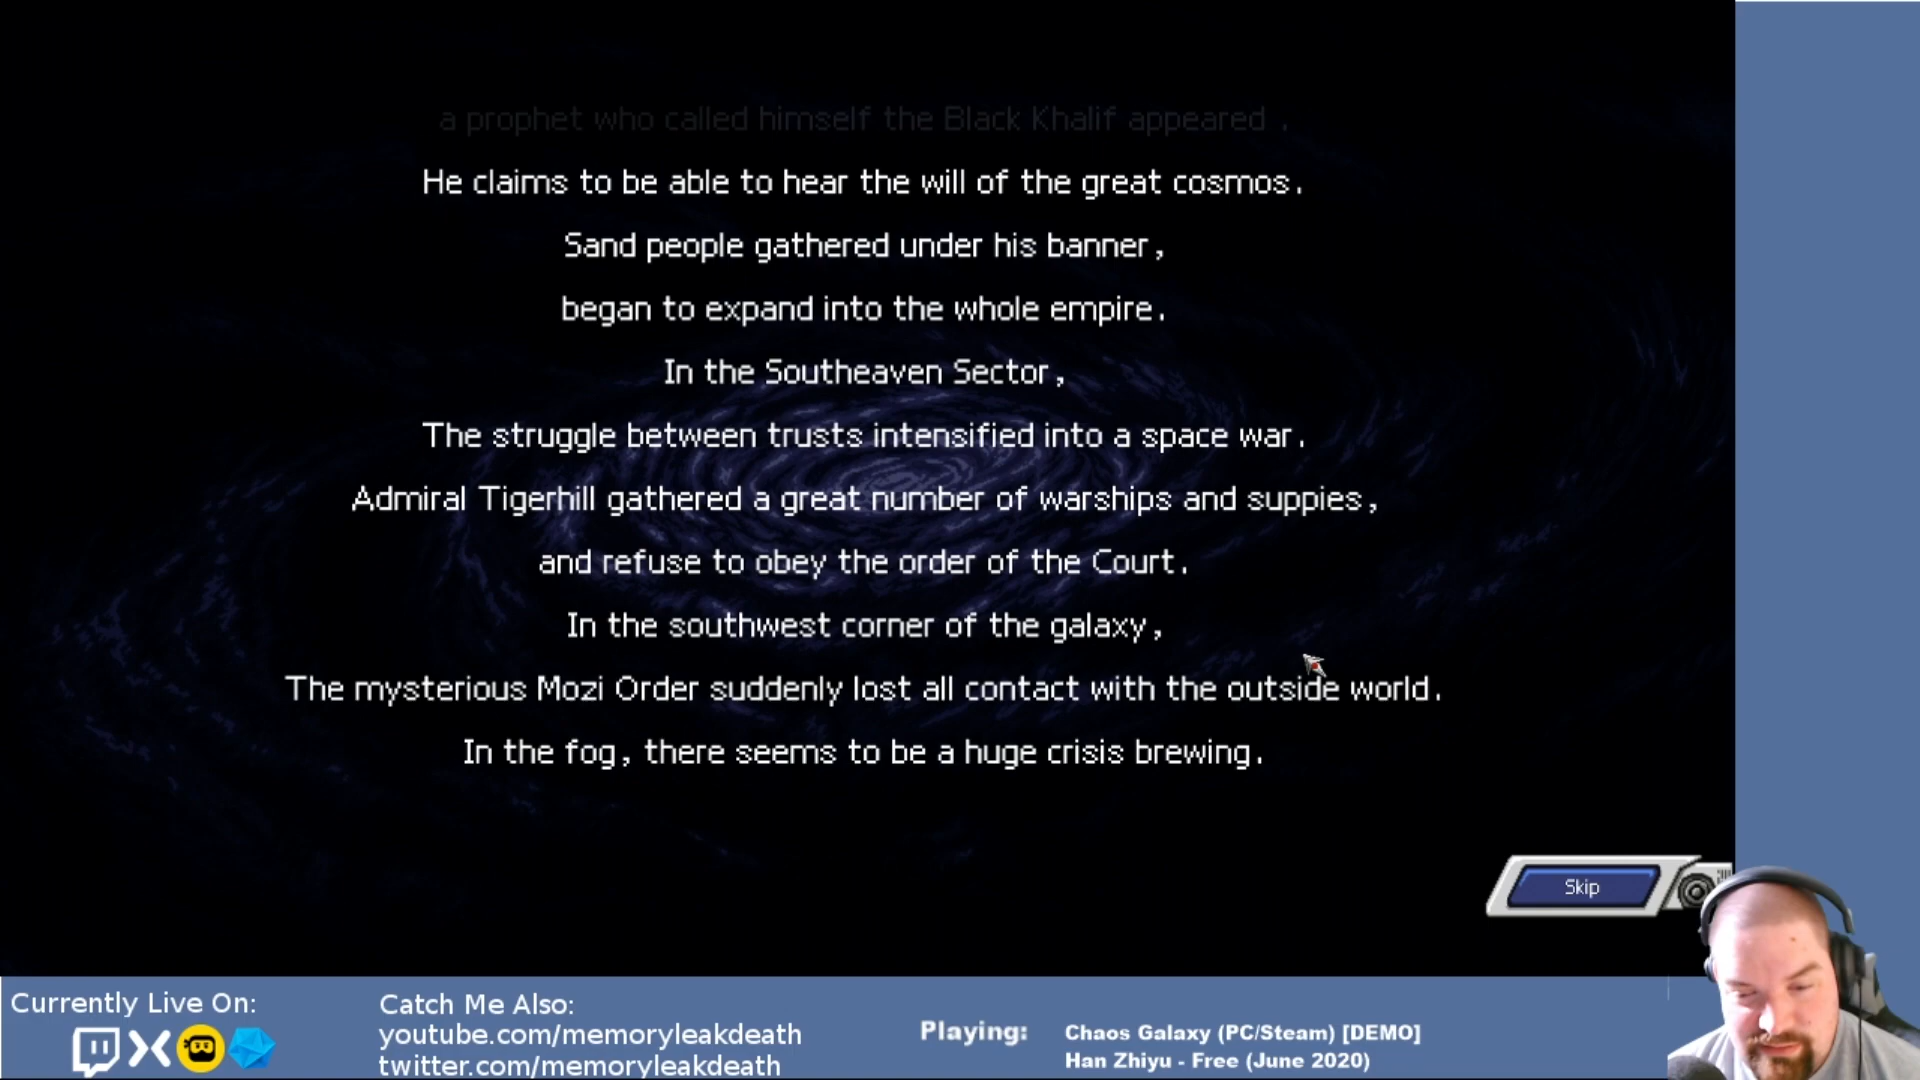 a prophet who called himself the Black Khalif appeared .
He claims to be able to hear the will of the great cosmos.
Sand people gathered under his banner,
began to expand into the whole empire.
In the Southeaven Sector,
The struggle between trusts intensified into a space war.
Admiral Tigerhill gathered a great number of warships and suppies,
and refuse to obey the order of the Court.
In the southwest corner of the galaxy,
The mysterious Mozi Order suddenly lost all contact with the outside world.
In the fog, there seems to be a huge crisis brewing.
Skip
Currently Live On:
Catch Me Also:
youtube.com/memoryleakdeath
twitter.com/memoryleakdeath
Playing:
Chaos Galaxy (PC/Steam) [DEMO]
Han Zhiyu - Free (June 2020)